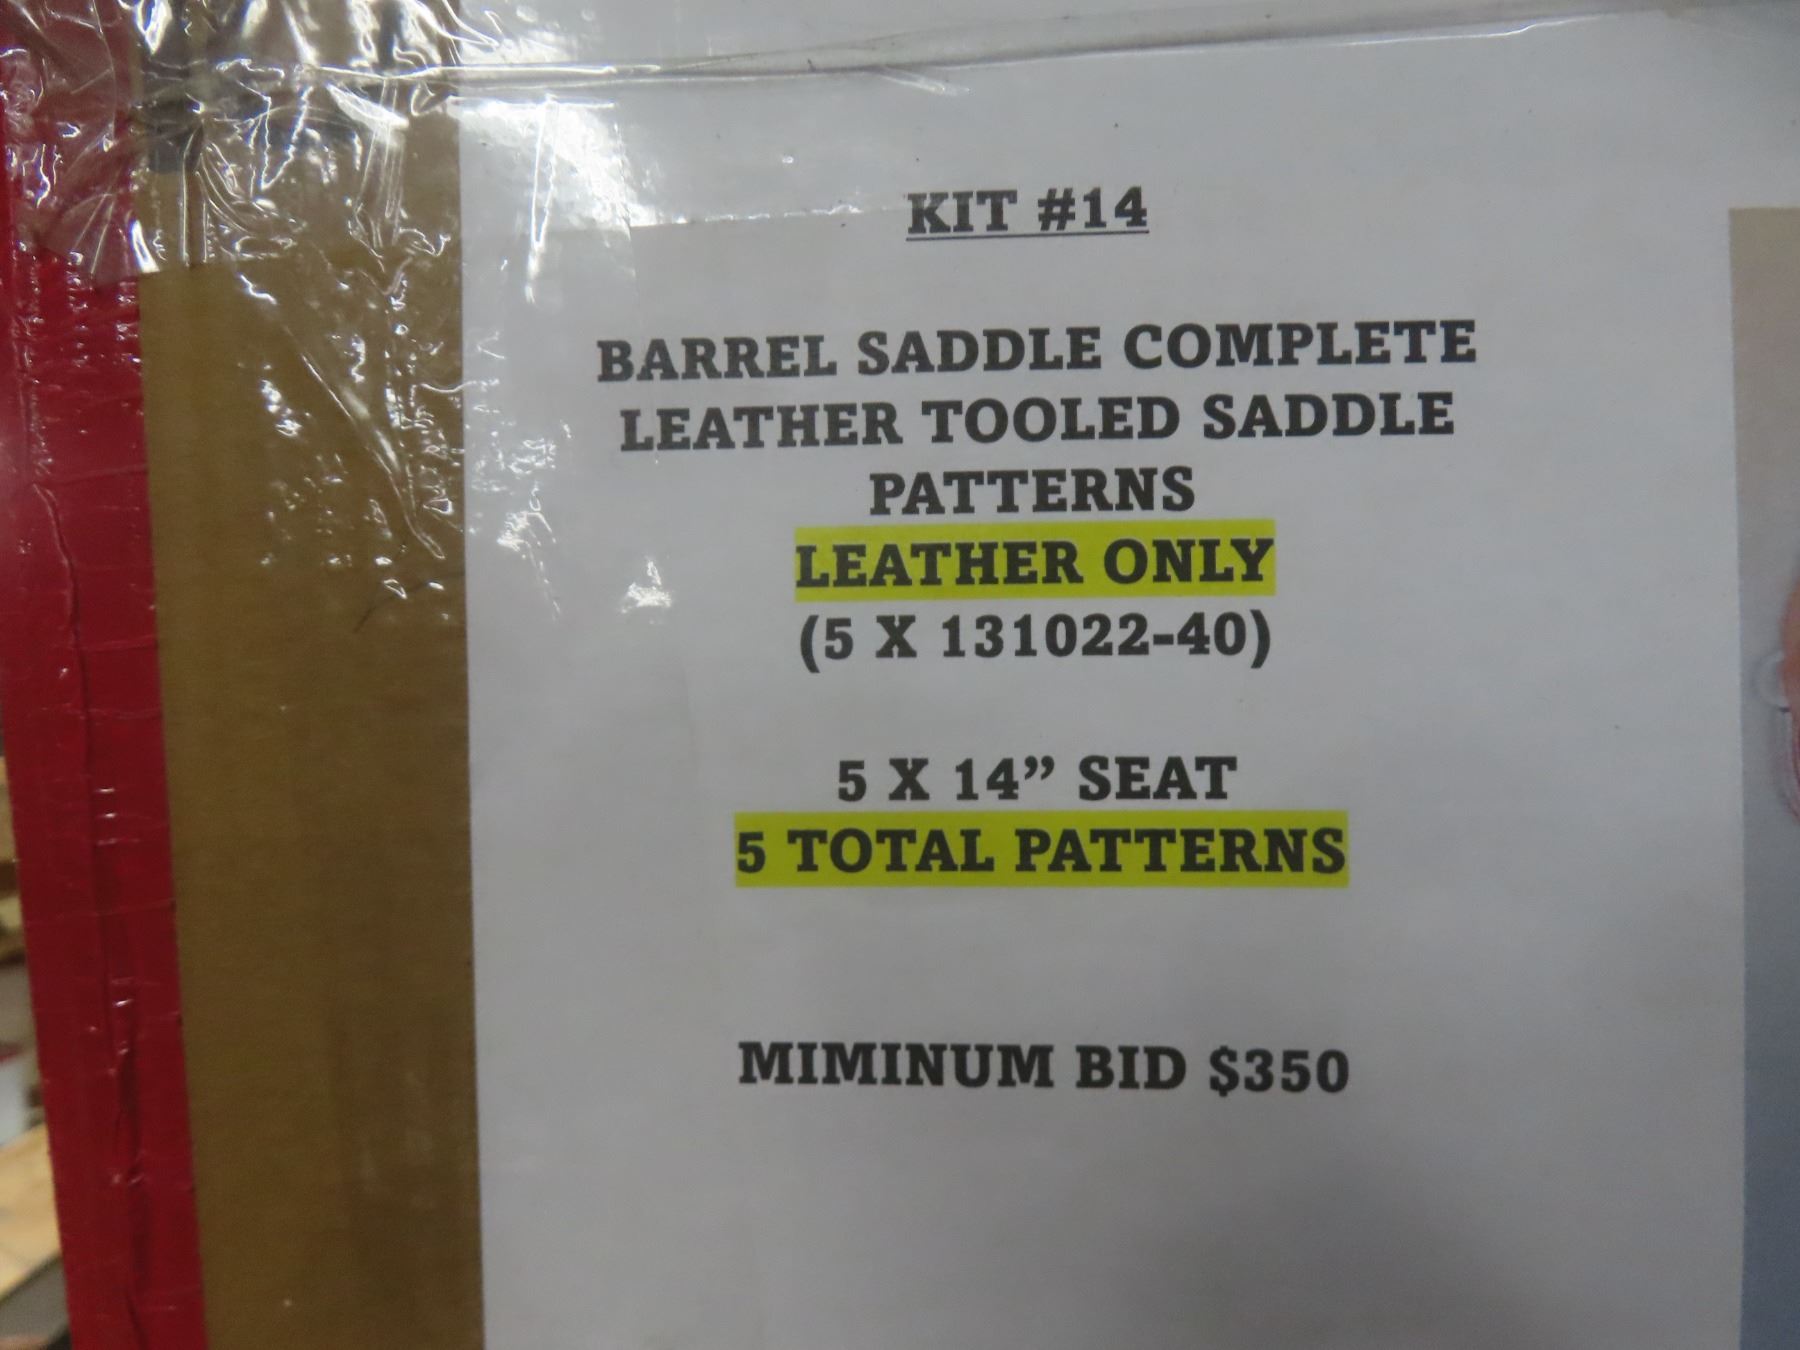 KIT #14
BARREL SADDLE COMPLETE
LEATHER TOOLED SADDLE
PATTERNS
LEATHER ONLY
(5 X 131022-40)
5 X 14” SEAT
5 TOTAL PATTERNS
MIMINUM BID $350